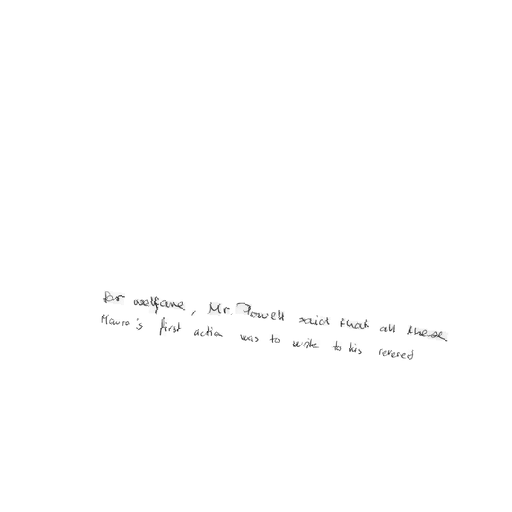 for welfare, Mr. Powell said that all these
Mauro's first action was to write to his revered